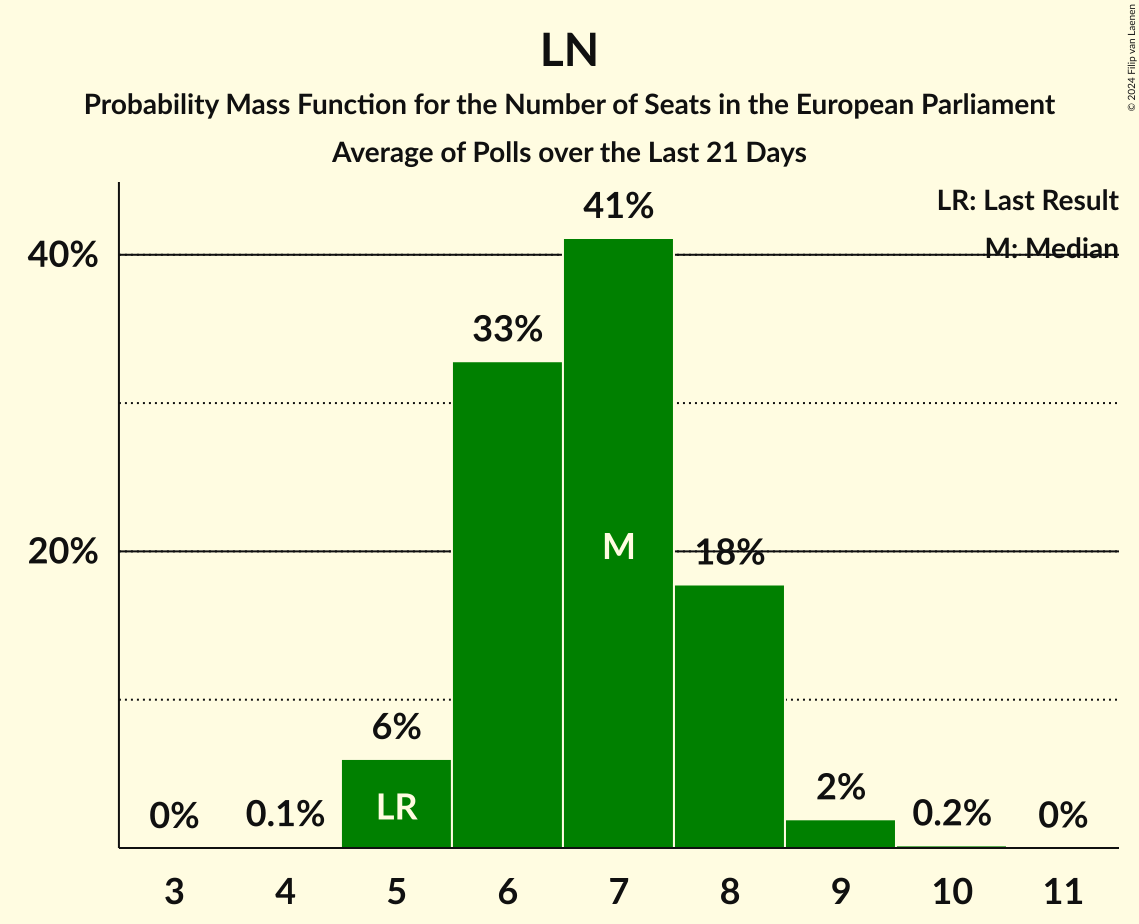 LN
Probability Mass Function for the Number of Seats in the European Parliament
Average of Polls over the Last 21 Days
© 2024 Filip van Laenen
LR: Last Result
M: Median
40%
20%
0%
0.1%
6%
33%
41%
18%
2%
0.2%
0%
LR
M
3 4 5 6 7 8 9 10 11